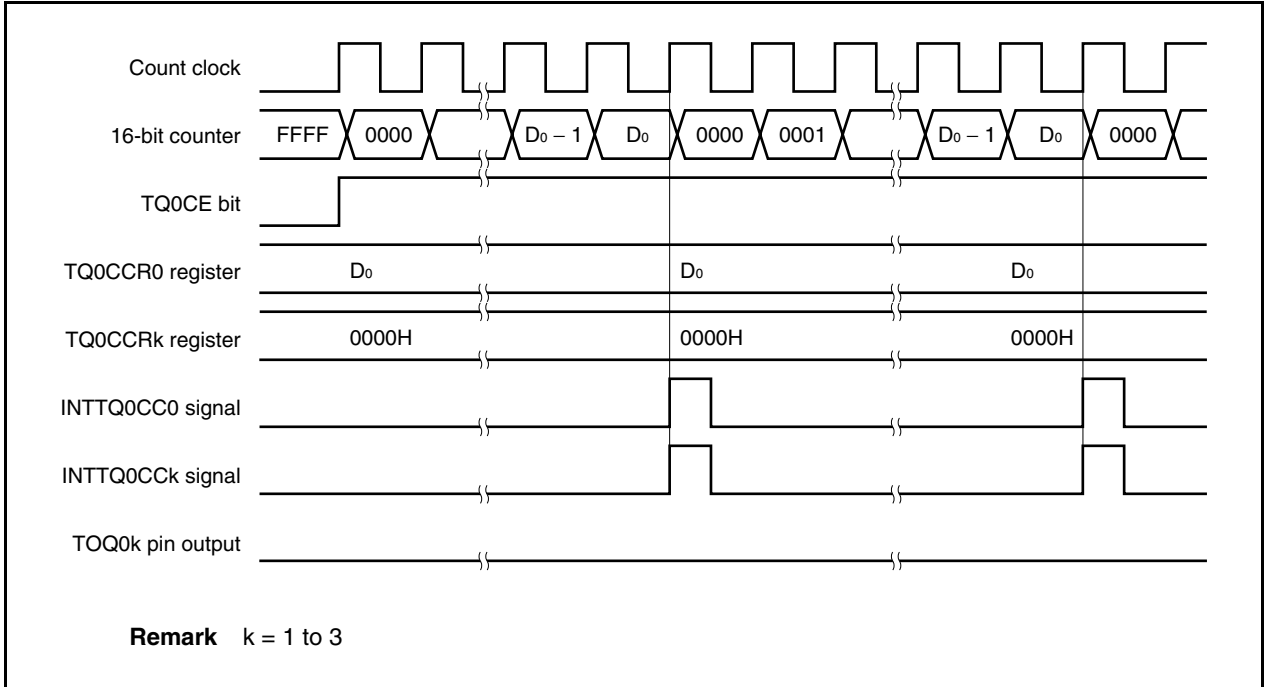 Count clock
16-bit counter FFFF 0000 D₀ − 1 D₀ 0000 0001 D₀ − 1 D₀ 0000
TQ0CE bit
TQ0CCR0 register D₀ D₀ D₀
TQ0CCRk register 0000H 0000H 0000H
INTTQ0CC0 signal
INTTQ0CCk signal
TOQ0k pin output
Remark k = 1 to 3